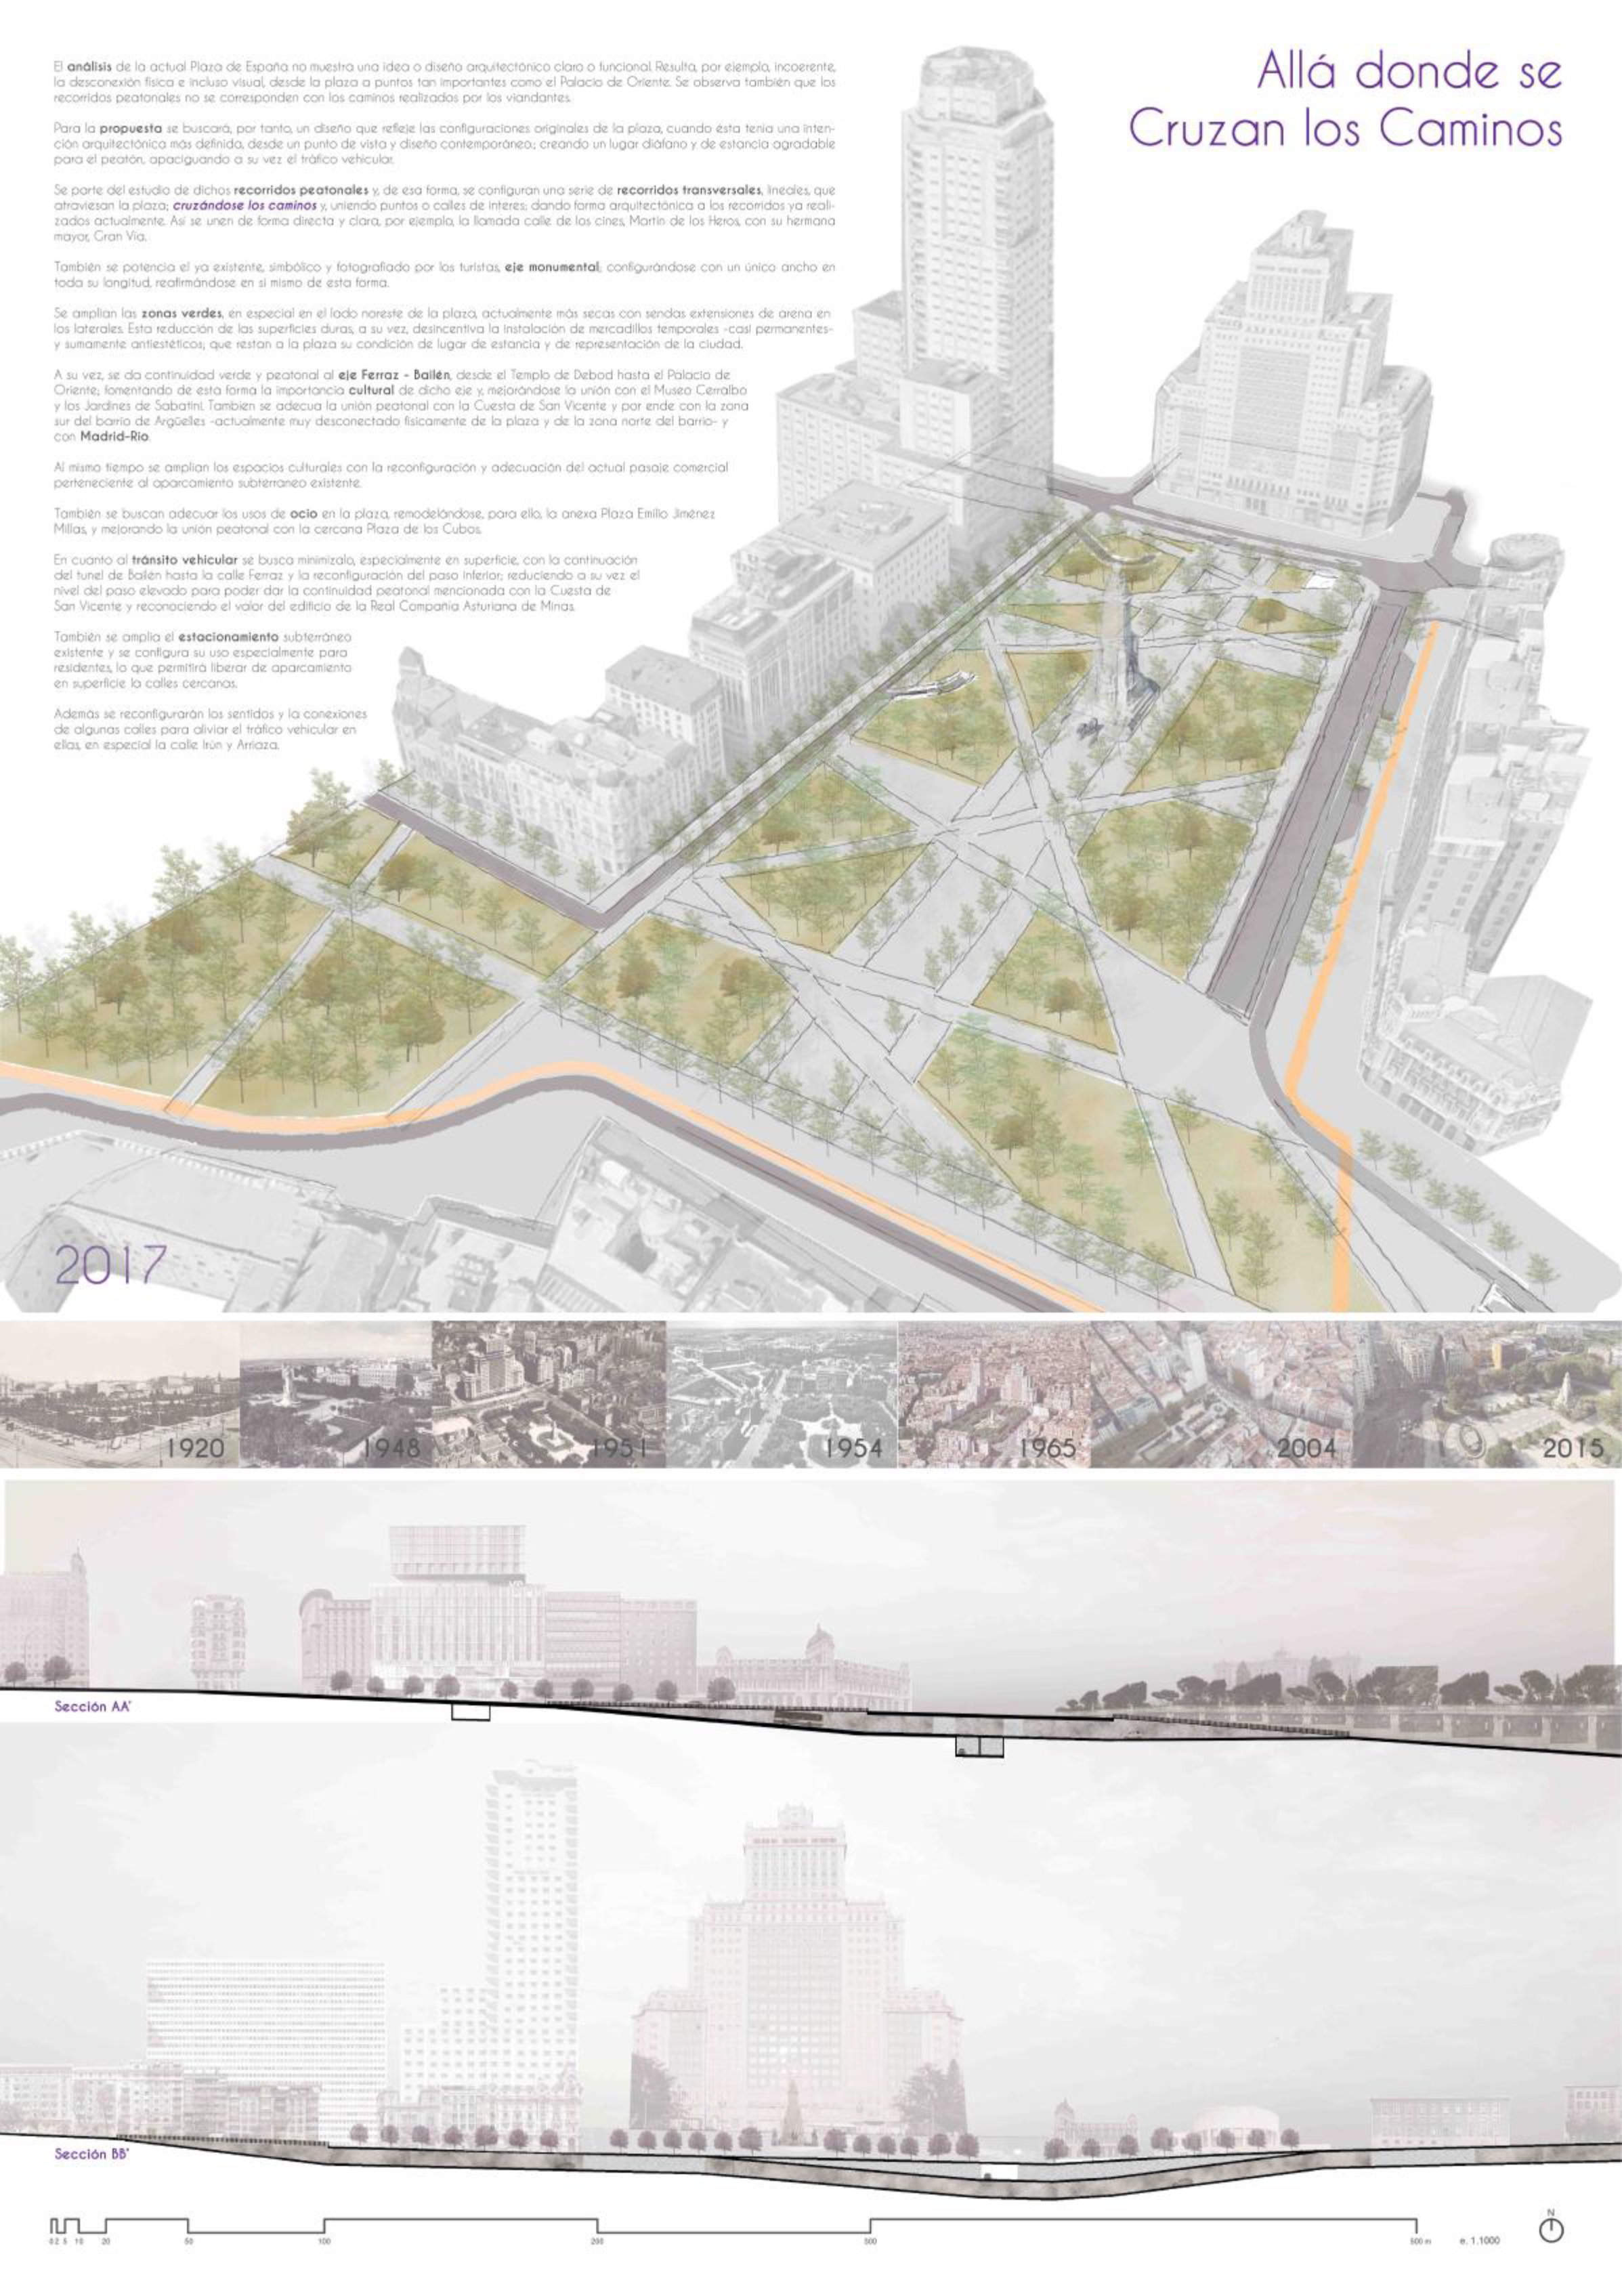 Allá donde se
Cruzan los Caminos
El análisis de la actual Plaza de España no muestra una idea o diseño arquitectónico claro o funcional. Resulta, por ejemplo, incoerente,
la desconexión física e incluso visual, desde la plaza a puntos tan importantes como el Palacio de Oriente. Se observa también que los
recorridos peatonales no se corresponden con los caminos realizados por los viandantes.
Para la propuesta se buscará, por tanto, un diseño que refleje las configuraciones originales de la plaza, cuando ésta tenía una inten-
ción arquitectónica más definida, desde un punto de vista y diseño contemporáneo; creando un lugar diáfano y de estancia agradable
para el peatón, apaciguando a su vez el tráfico vehicular.
Se parte del estudio de dichos recorridos peatonales y, de esa forma, se configuran una serie de recorridos transversales, lineales, que
atraviesan la plaza; cruzándose los caminos y, uniendo puntos o calles de interes; dando forma arquitectónica a los recorridos ya reali-
zados actualmente. Así se unen de forma directa y clara, por ejemplo, la llamada calle de los cines, Martín de los Heros, con su hermana
mayor, Gran Vía.
También se potencia el ya existente, simbólico y fotografiado por los turistas, eje monumental; configurándose con un único ancho en
toda su longitud, reafirmándose en si mismo de esta forma.
Se amplian las zonas verdes, en especial en el lado noreste de la plaza, actualmente más secas con sendas extensiones de arena en
los laterales. Esta reducción de las superficies duras, a su vez, desincentiva la instalación de mercadillos temporales -casi permanentes-
y sumamente antiestéticos; que restan a la plaza su condición de lugar de estancia y de representación de la ciudad.
A su vez, se da continuidad verde y peatonal al eje Ferraz - Bailén, desde el Templo de Debod hasta el Palacio de
Oriente; fomentando de esta forma la importancia cultural de dicho eje y, mejorándose la unión con el Museo Cerralbo
y los Jardines de Sabatini. Tambien se adecua la unión peatonal con la Cuesta de San Vicente y por ende con la zona
sur del barrio de Argüelles -actualmente muy desconectado fisicamente de la plaza y de la zona norte del barrio- y
con Madrid-Río.
Al mismo tiempo se amplian los espacios culturales con la reconfiguración y adecuación del actual pasaje comercial
perteneciente al aparcamiento subterraneo existente.
También se buscan adecuar los usos de ocio en la plaza, remodelándose, para ello, la anexa Plaza Emilio Jiménez
Millas, y mejorando la unión peatonal con la cercana Plaza de los Cubos.
En cuanto al tránsito vehicular se busca minimizalo, especialmente en superficie, con la continuación
del tunel de Bailén hasta la calle Ferraz y la reconfiguración del paso inferior; reduciendo a su vez el
nivel del paso elevado para poder dar la continuidad peatonal mencionada con la Cuesta de
San Vicente y reconociendo el valor del edificio de la Real Compañia Asturiana de Minas.
También se amplia el estacionamiento subterráneo
existente y se configura su uso especialmente para
residentes, lo que permitirá liberar de aparcamiento
en superficie la calles cercanas.
Además se reconfigurarán los sentidos y la conexiones
de algunas calles para aliviar el tráfico vehicular en
ellas, en especial la calle Irún y Arriaza.
2017
1920
1948
1951
1954
1965
2004
2015
Sección AA'
Sección BB'
0 2 5 10 20 50 100 200 300 500 m e. 1.1000
N